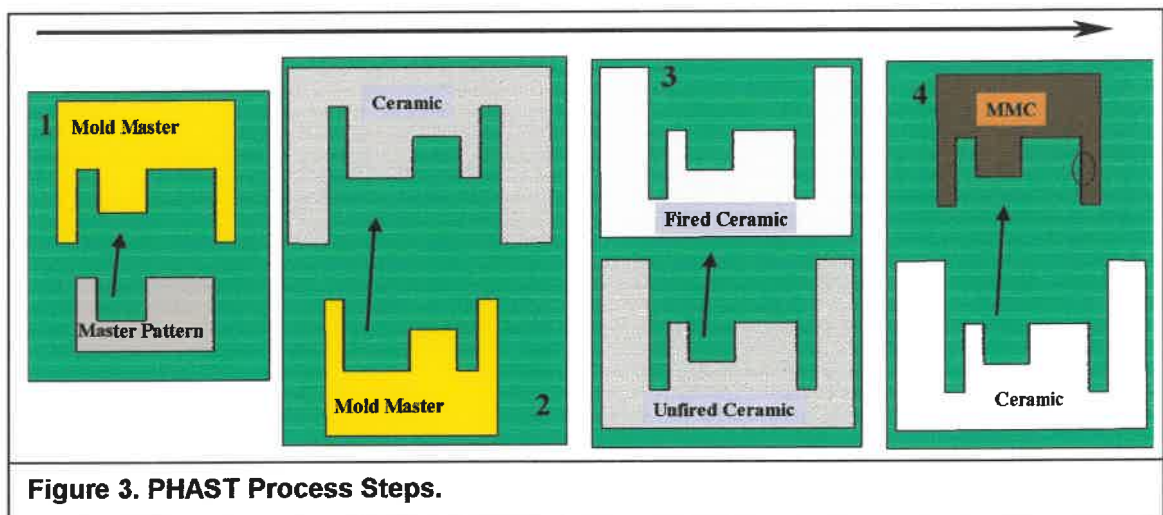 1
Mold Master
Master Pattern
Ceramic
Mold Master
2
3
Fired Ceramic
Unfired Ceramic
4
MMC
Ceramic
Figure 3. PHAST Process Steps.